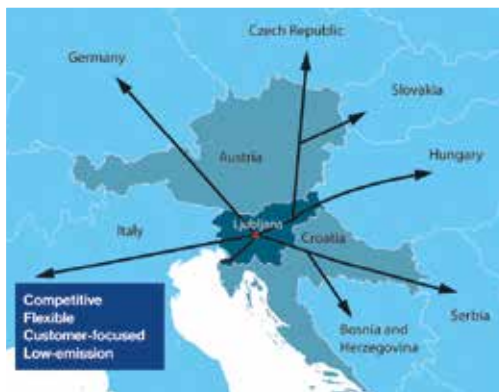 Czech Republic
Germany
Slovakia
Austria
Hungary
Ljubljana
Italy
Croatia
Competitive
Flexible
Customer-focused
Low-emission
Serbia
Bosnia and
Herzegovina